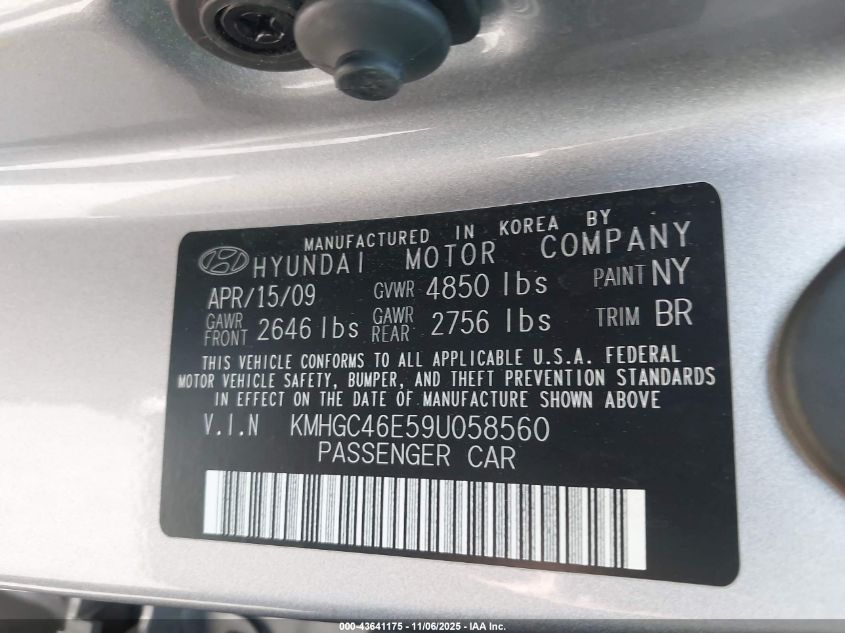 MANUFACTURED IN KOREA BY
HYUNDAI MOTOR COMPANY
APR/15/09 GVWR 4850 lbs PAINT NY
GAWR FRONT 2646 lbs GAWR REAR 2756 lbs TRIM BR
THIS VEHICLE CONFORMS TO ALL APPLICABLE U.S.A. FEDERAL
MOTOR VEHICLE SAFETY, BUMPER, AND THEFT PREVENTION STANDARDS
IN EFFECT ON THE DATE OF MANUFACTURE SHOWN ABOVE
V.I.N KMHGC46E59U058560
PASSENGER CAR
000-43641175 - 11/06/2025 - IAA Inc.